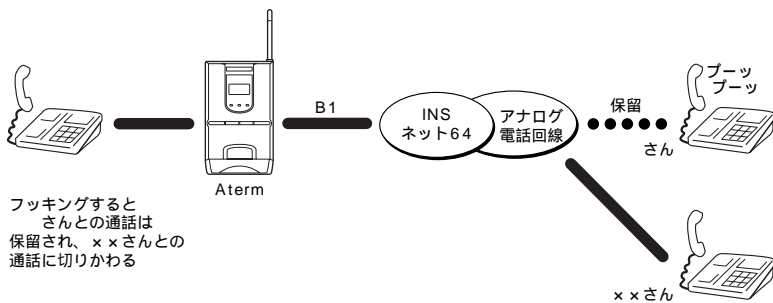 B1
INS
ネット64
アナログ
電話回線
保留
プーッ
プーッ
さん
Aterm
フッキングすると
さんとの通話は
保留され、××さんとの
通話に切りかわる
××さん